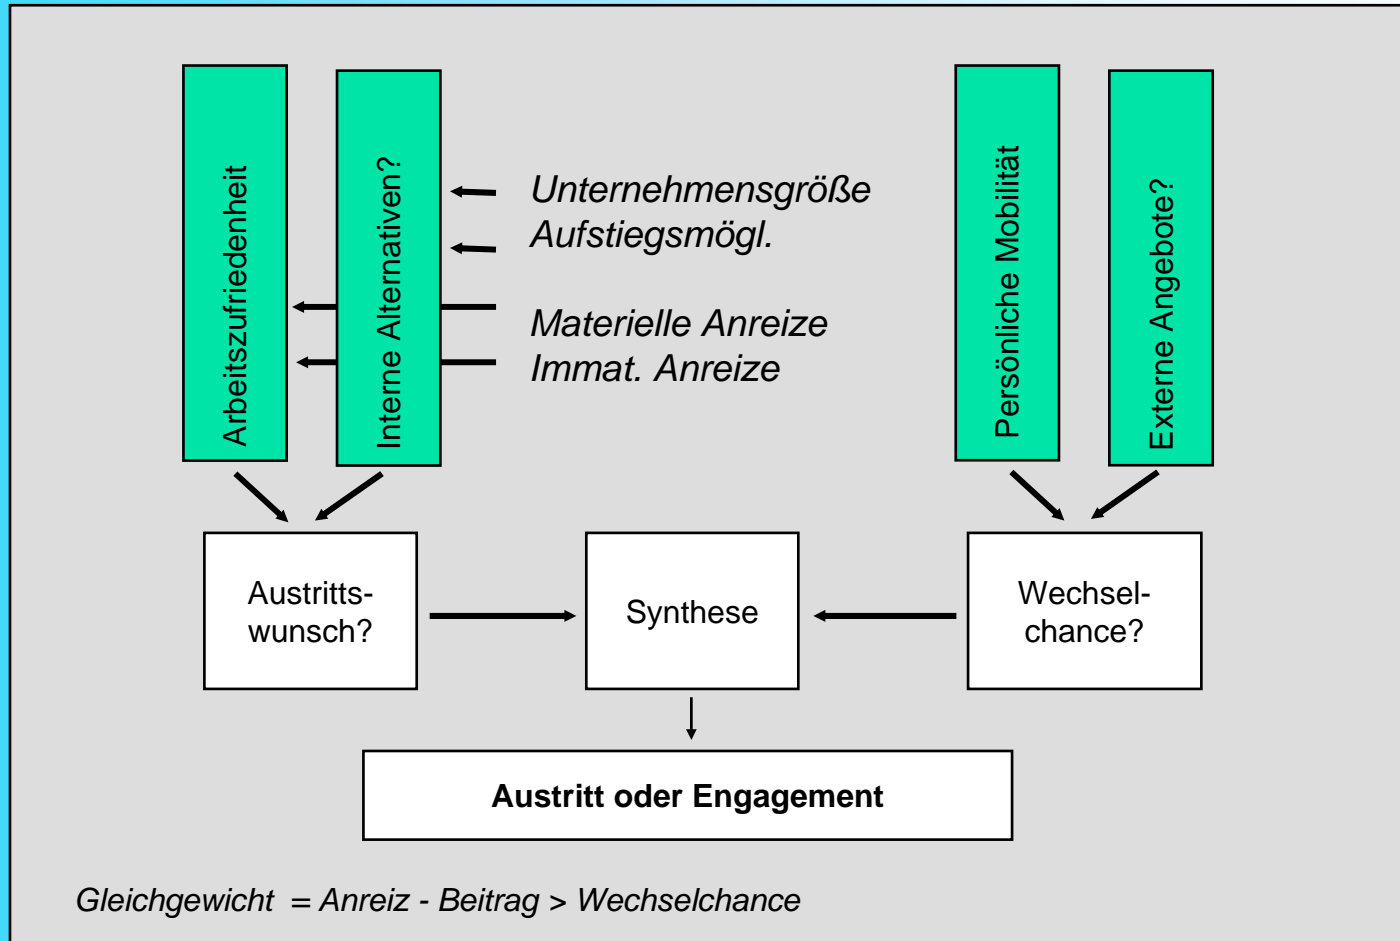 Arbeitszufriedenheit
Interne Alternativen?
Unternehmensgröße
Aufstiegsmögl.
Materielle Anreize
Immat. Anreize
Persönliche Mobilität
Externe Angebote?
Austritts-
wunsch?
Synthese
Wechsel-
chance?
Austritt oder Engagement
Gleichgewicht = Anreiz - Beitrag > Wechselchance